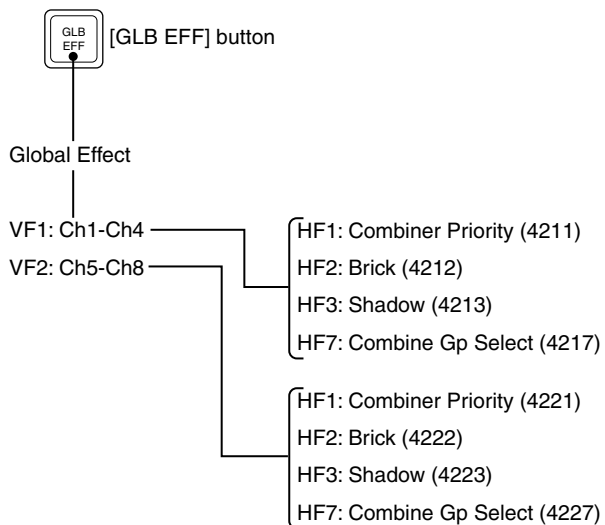 GLB
EFF
[GLB EFF] button
Global Effect
VF1: Ch1-Ch4
VF2: Ch5-Ch8
HF1: Combiner Priority (4211)
HF2: Brick (4212)
HF3: Shadow (4213)
HF7: Combine Gp Select (4217)
HF1: Combiner Priority (4221)
HF2: Brick (4222)
HF3: Shadow (4223)
HF7: Combine Gp Select (4227)